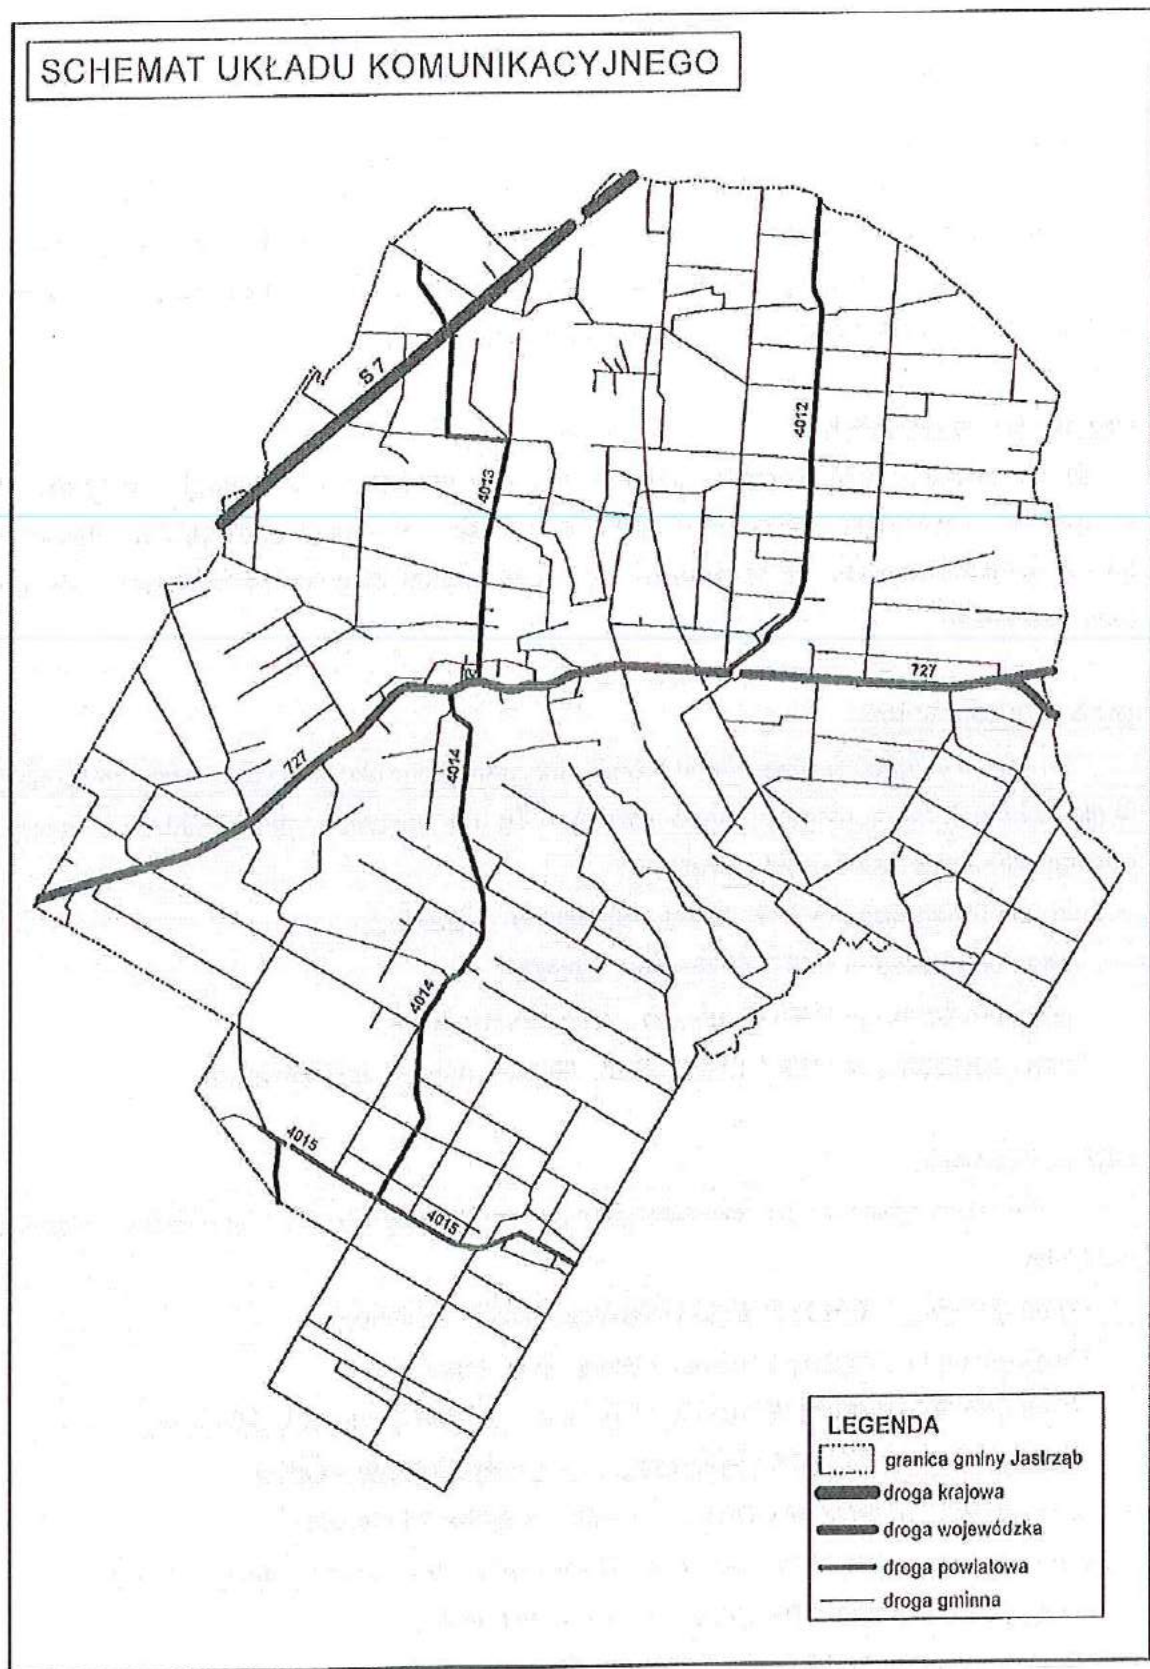 SCHEMAT UKŁADU KOMUNIKACYJNEGO
S 7
4012
4013
727
727
4014
4014
4015
4015
LEGENDA
granica gminy Jastrząb
droga krajowa
droga wojewódzka
droga powiatowa
droga gminna